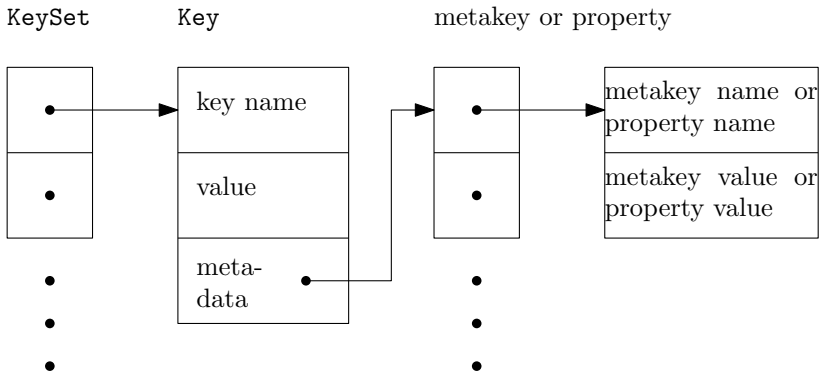 KeySet Key metakey or property
key name
value
meta-
data
metakey name or
property name
metakey value or
property value